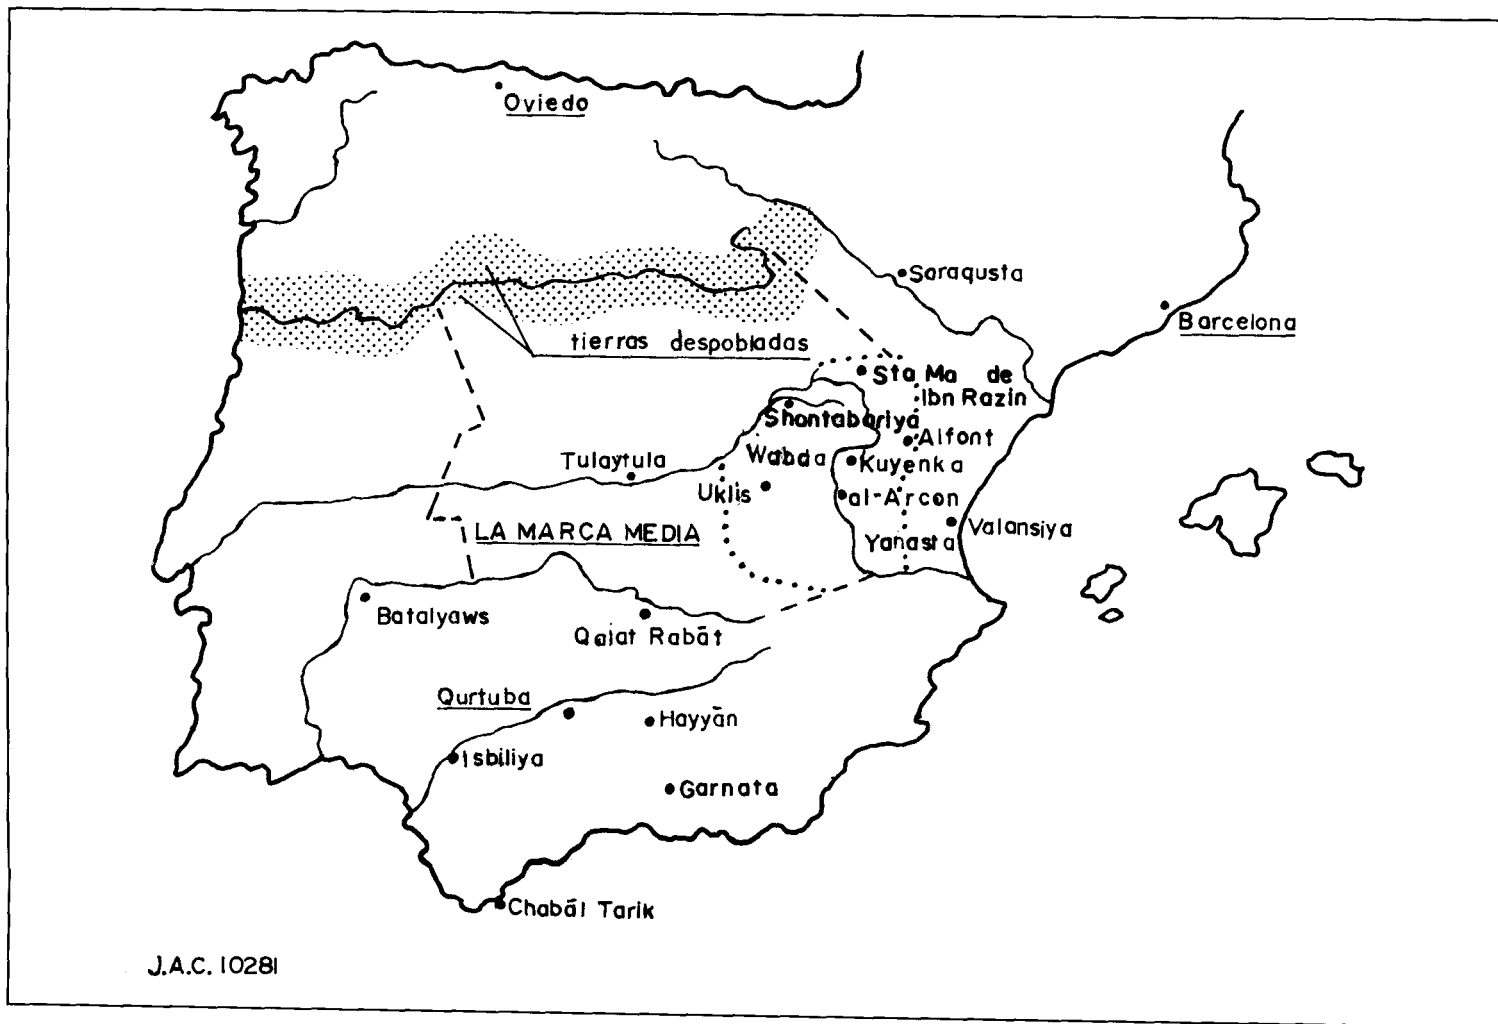 Oviedo
Saraqusta
Barcelona
tierras despobladas
Sta Ma de
Ibn Razin
Shantabariya
Alfont
Wabda
Kuyenka
Tulaytula
Uklis
al-Arcon
LA MARCA MEDIA
Valansiya
Yanasta
Batalyaws
Qalat Rabāt
Qurtuba
Hayyān
Isbiliya
Garnata
Chabāl Tarik
J.A.C. 10281